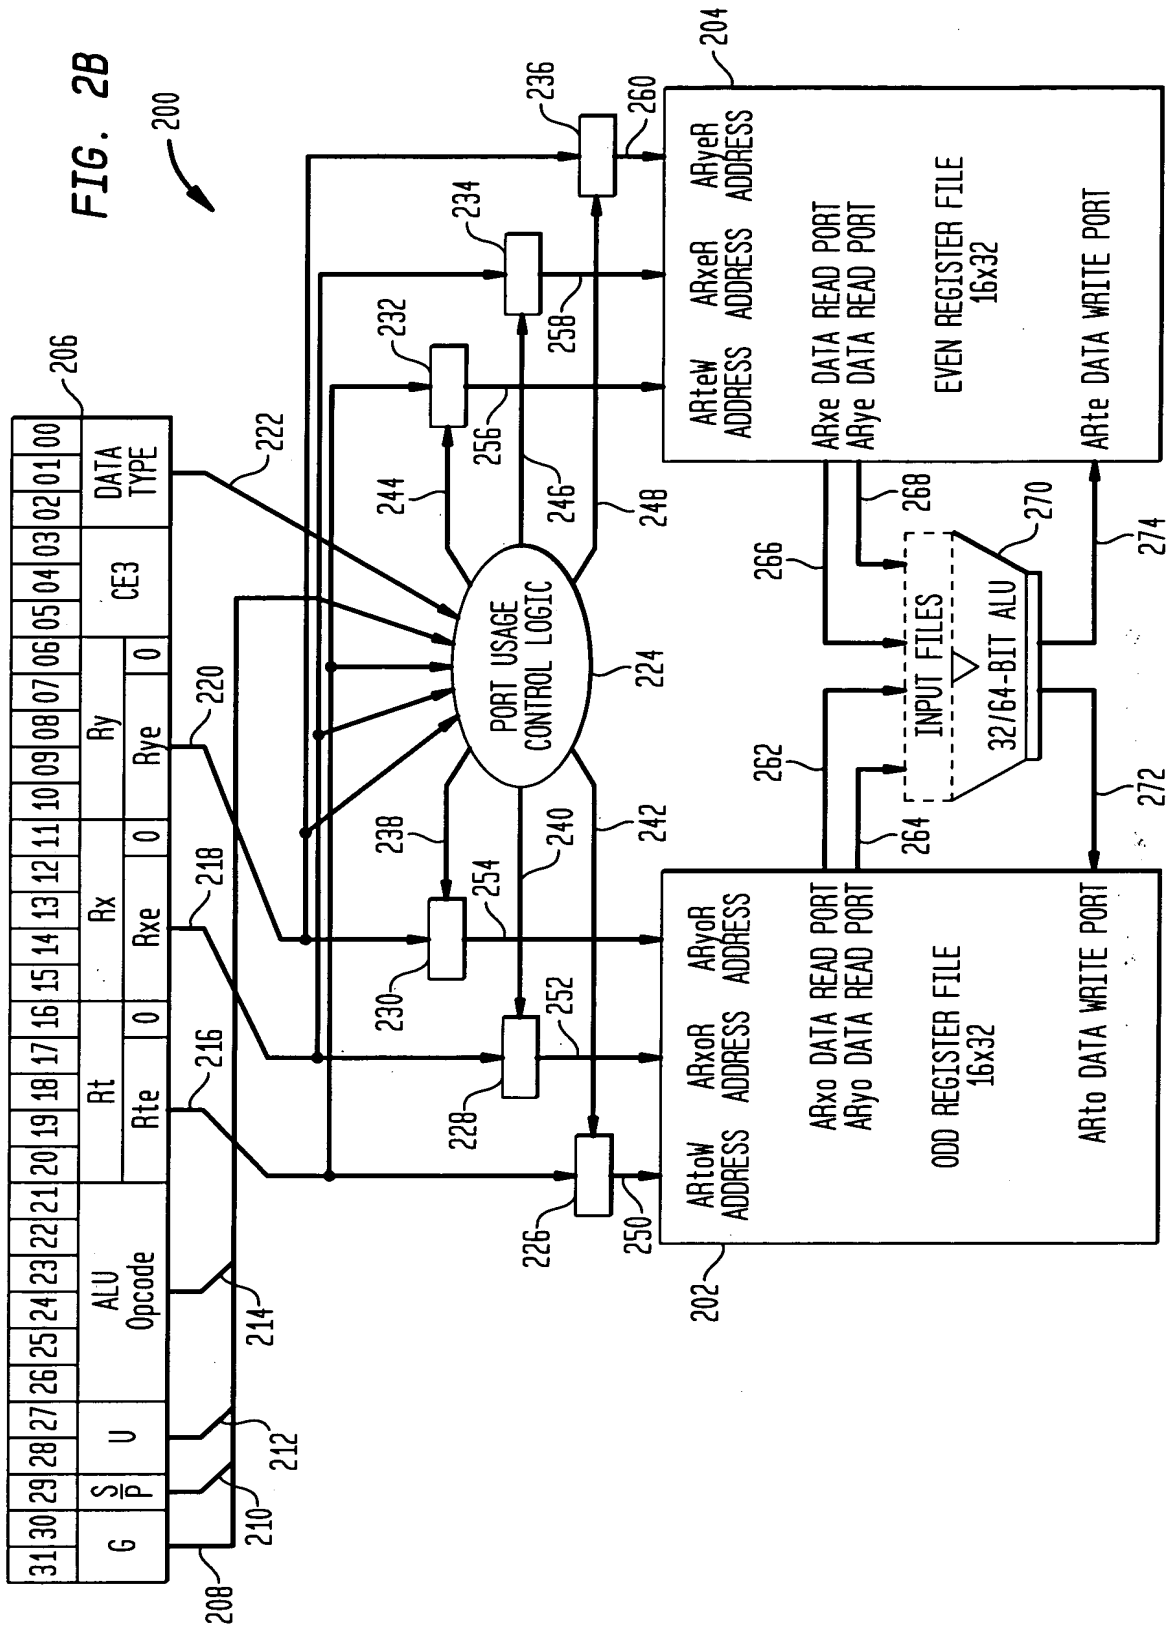 FIG. 2B
200
31 30 29 28 27 26 25 24 23 22 21 20 19 18 17 16 15 14 13 12 11 10 09 08 07 06 05 04 03 02 01 00
206
G
S/P
U
ALU Opcode
Rt
Rx
Ry
CE3
DATA TYPE
Rte 0
Rxe 0
Rye 0
208
210
212
214
216
218
220
222
PORT USAGE
CONTROL LOGIC
224
226
228
230
232
234
236
238
240
242
244
246
248
250
252
254
256
258
260
202
ARtoW ADDRESS
ARxoR ADDRESS
ARyoR ADDRESS
ARxo DATA READ PORT
ARyo DATA READ PORT
ODD REGISTER FILE
16x32
ARto DATA WRITE PORT
262
264
266
268
INPUT FILES
32/64-BIT ALU
270
272
274
204
ARteW ADDRESS
ARxeR ADDRESS
ARyeR ADDRESS
ARxe DATA READ PORT
ARye DATA READ PORT
EVEN REGISTER FILE
16x32
ARte DATA WRITE PORT